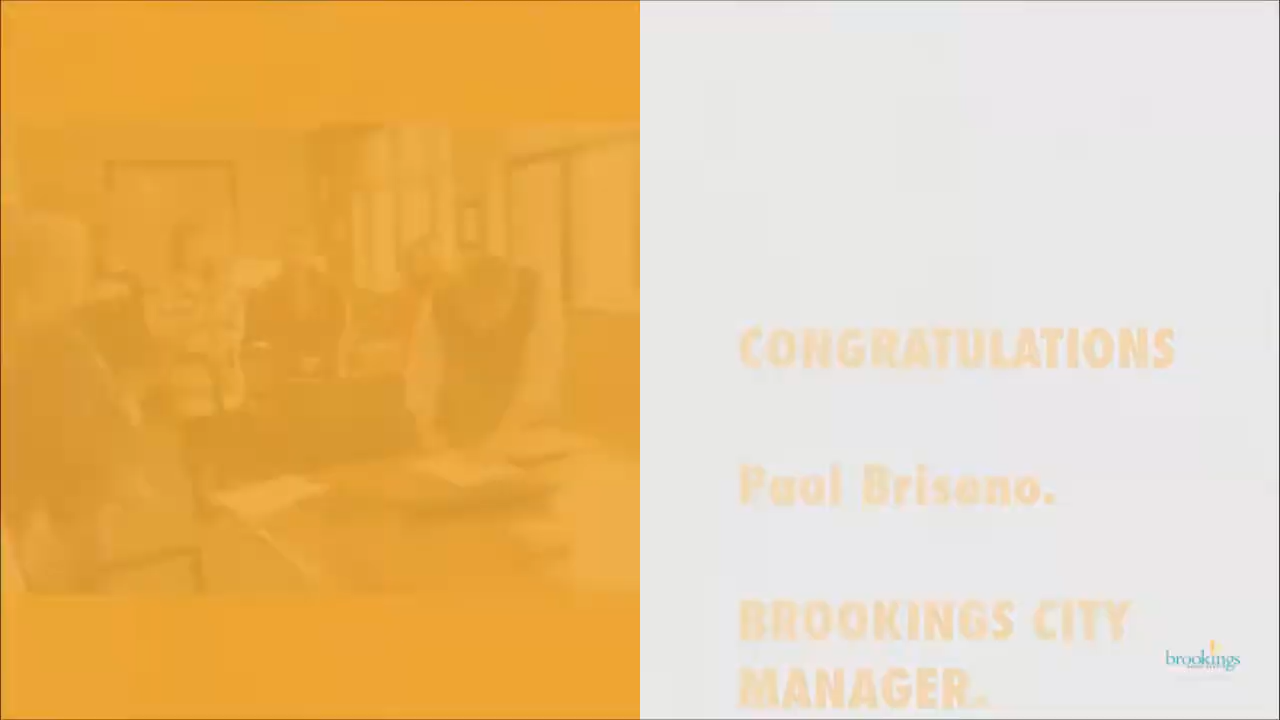 CONGRATULATIONS
Paul Briseno.
BROOKINGS CITY
MANAGER.
brookings